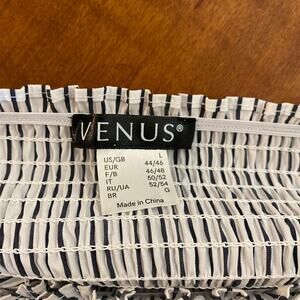 VENUS®
US/GB L
EUR 44/46
F/B 46/48
IT 50/52
RU/UA 52/54
BR G
Made in China